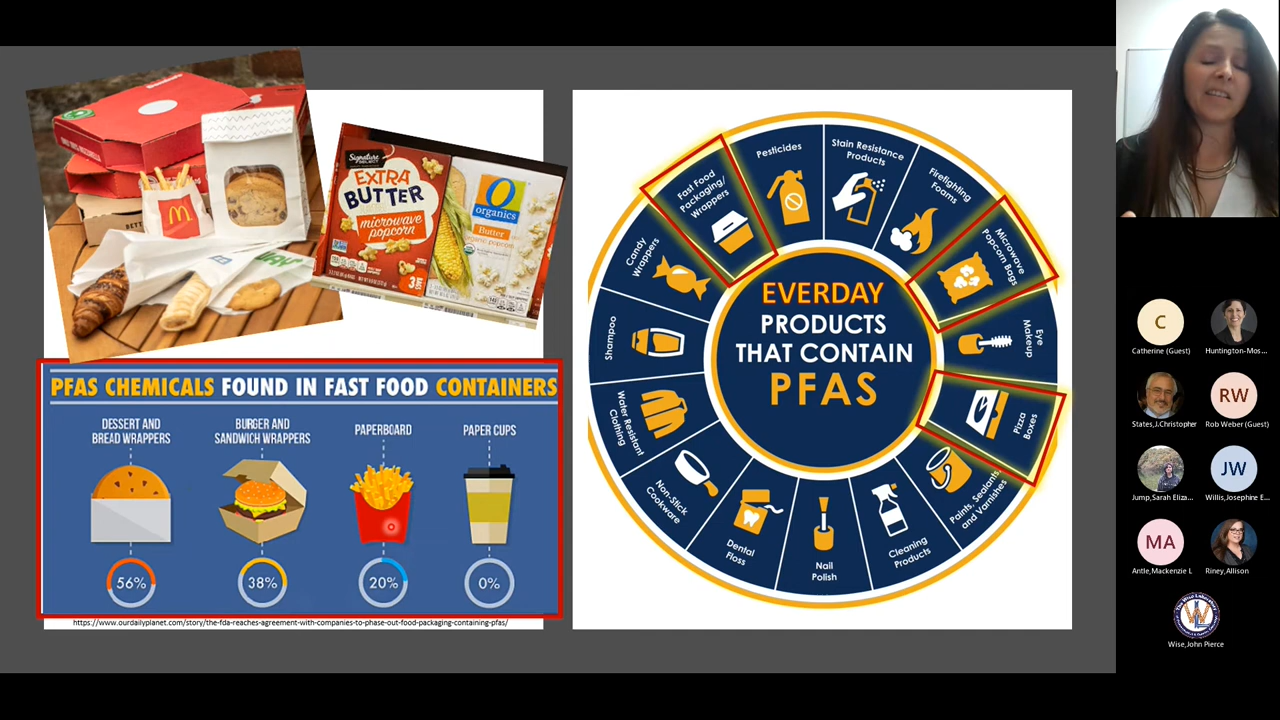 Signature
SELECT
EXTRA
BUTTER
microwave
popcorn
3
BAGS
O
organics
Butter
PFAS CHEMICALS FOUND IN FAST FOOD CONTAINERS
DESSERT AND
BREAD WRAPPERS
BURGER AND
SANDWICH WRAPPERS
PAPERBOARD
PAPER CUPS
56%
38%
20%
0%
https://www.ourdailyplanet.com/story/the-fda-reaches-agreement-with-companies-to-phase-out-food-packaging-containing-pfas/
EVERDAY
PRODUCTS
THAT CONTAIN
PFAS
Pesticides
Stain Resistance
Products
Firefighting
Foams
Microwave
Popcorn Bags
Eye
Makeup
Pizza
Boxes
Paints, Sealants,
and Varnishes
Cleaning
Products
Nail
Polish
Dental
Floss
Non-Stick
Cookware
Water Resistant
Clothing
Shampoo
Candy
Wrappers
Fast Food
Packaging/
Wrappers
C
Catherine (Guest)
Huntington-Mos...
States,J.Christopher
RW
Rob Weber (Guest)
Jump,Sarah Eliza...
JW
Willis,Josephine E...
MA
Antle,Mackenzie L
Riney,Allison
Wise,John Pierce